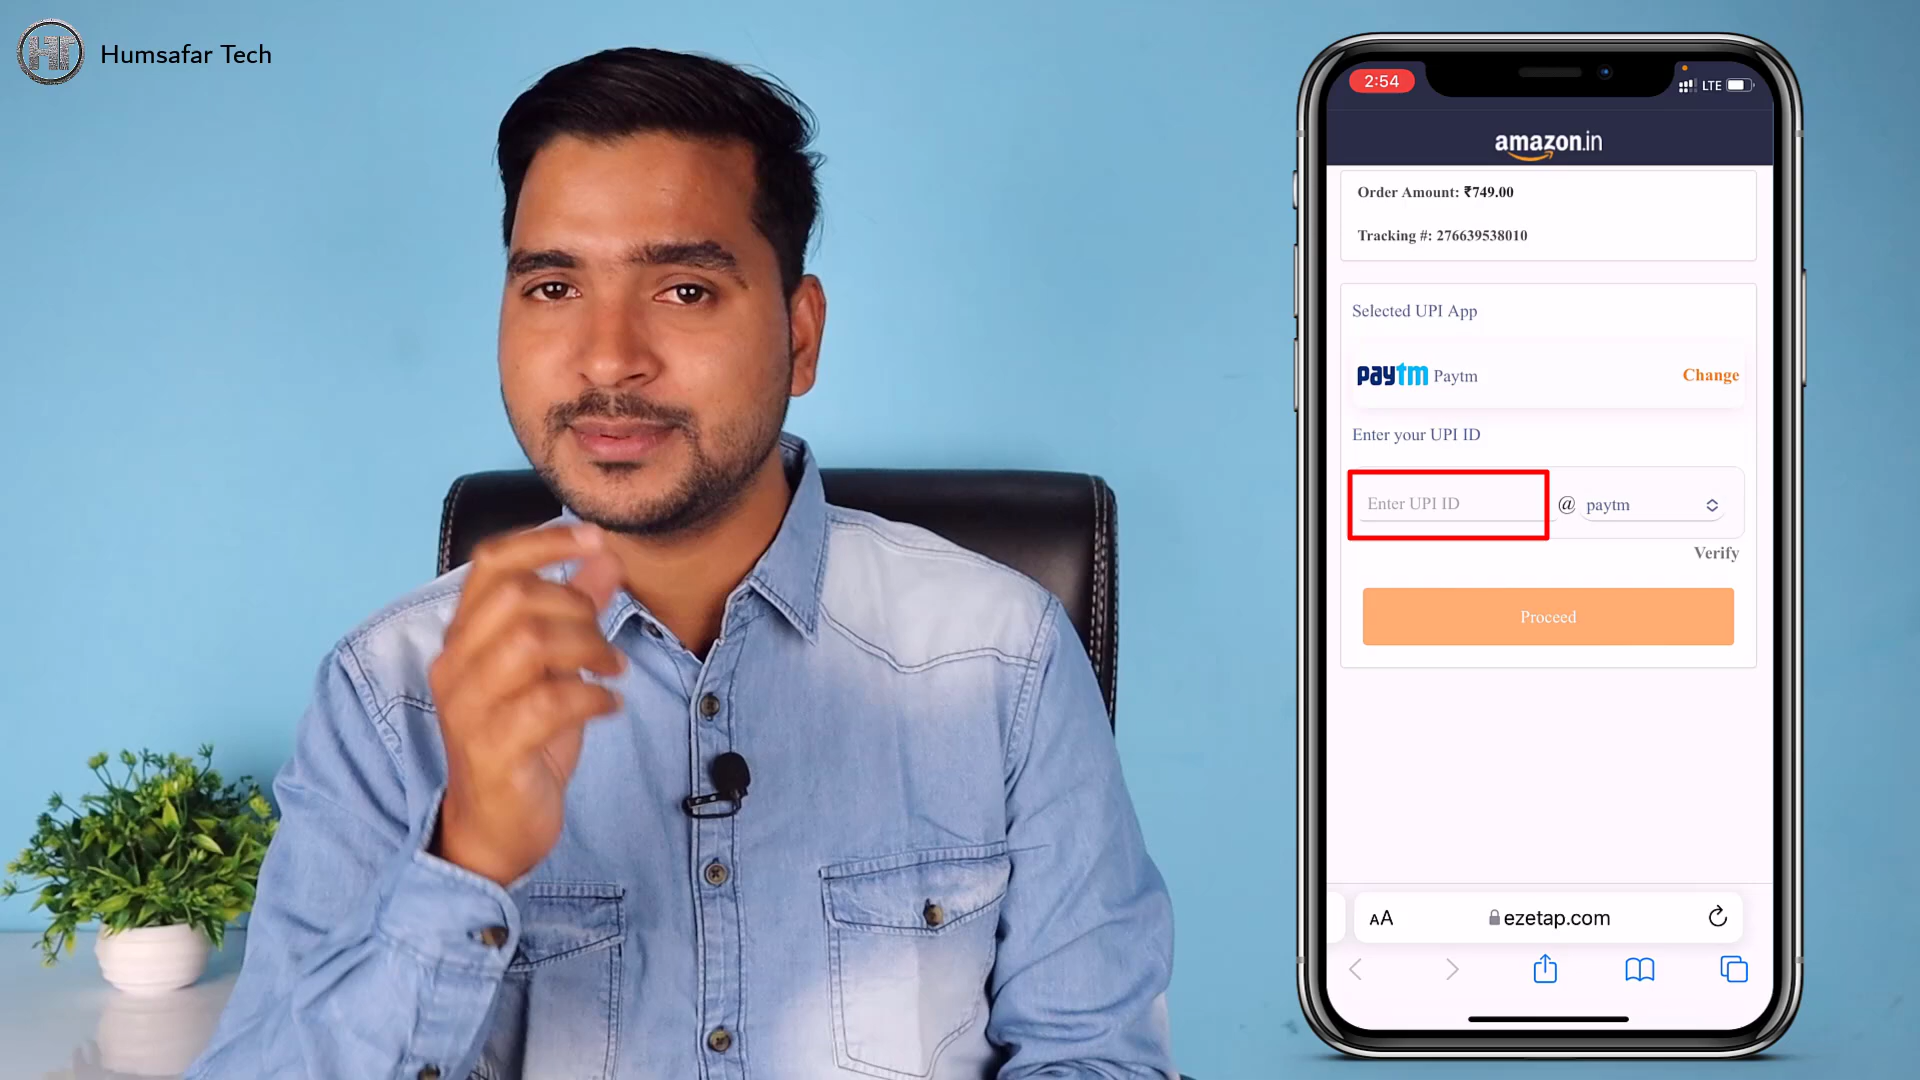 HT
Humsafar Tech
2:54
LTE
amazon.in
Order Amount: ₹749.00
Tracking #: 276639538010
Selected UPI App
paytm Paytm
Change
Enter your UPI ID
Enter UPI ID @ paytm
Verify
Proceed
AA ezetap.com